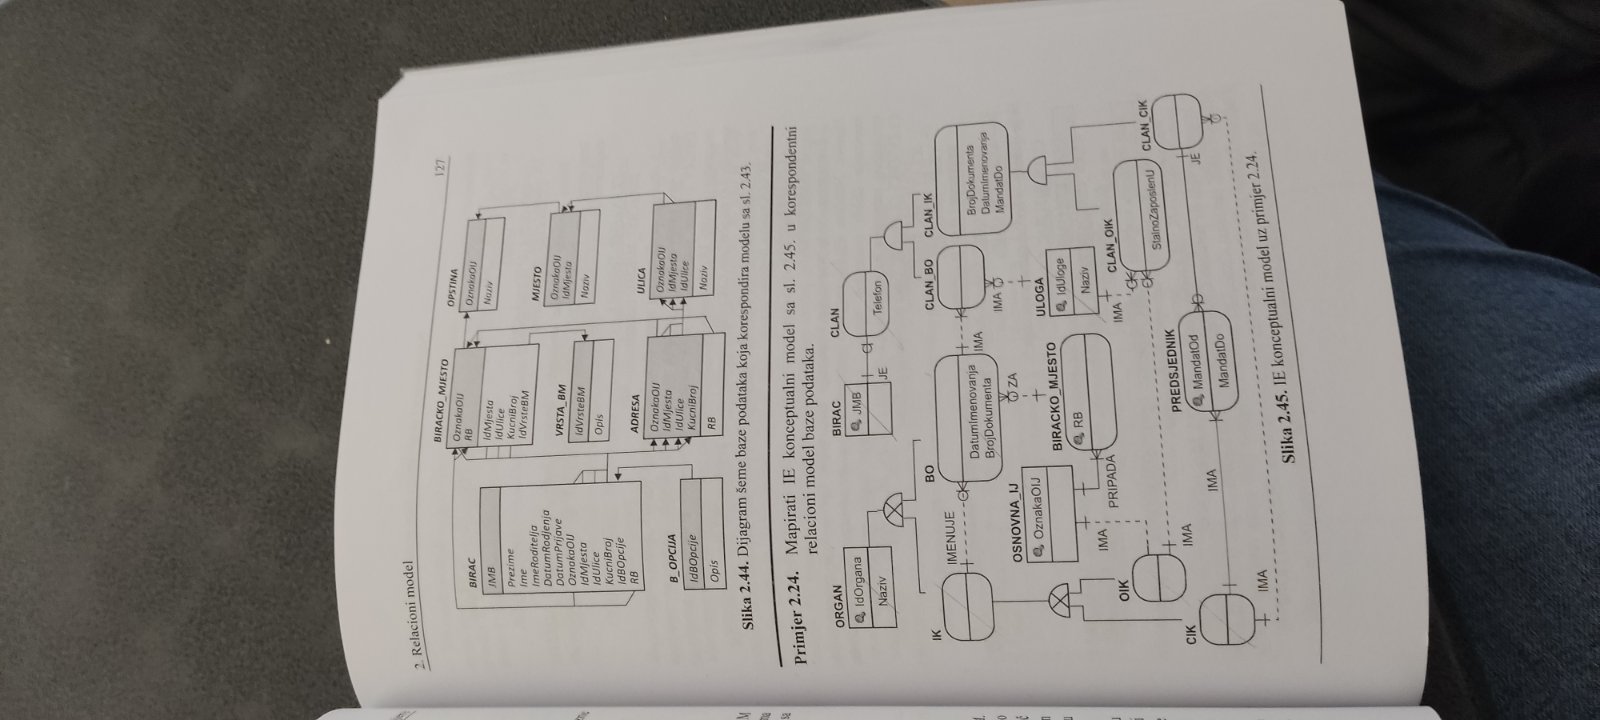 2. Relacioni model
127
BIRAC
JMB
Prezime
Ime
ImeRoditelja
DatumRodjenja
DatumPrijave
OznakaOIJ
IdMjesta
IdUlice
KucniBroj
IdBOpcije
RB
B_OPCIJA
IdBOpcije
Opis
BIRACKO_MJESTO
OznakaOIJ
RB
IdMjesta
IdUlice
KucniBroj
IdVrsteBM
VRSTA_BM
IdVrsteBM
Opis
ADRESA
OznakaOIJ
IdMjesta
IdUlice
KucniBroj
RB
OPSTINA
OznakaOIJ
Naziv
MJESTO
OznakaOIJ
IdMjesta
Naziv
ULICA
OznakaOIJ
IdMjesta
IdUlice
Naziv
Slika 2.44. Dijagram šeme baze podataka koja korespondira modelu sa sl. 2.43.
Primjer 2.24. Mapirati IE konceptualni model sa sl. 2.45. u korespondentni
relacioni model baze podataka.
ORGAN
IdOrgana
Naziv
BIRAC
JMB
JE
CLAN
Telefon
IK
IMENUJE
BO
DatumImenovanja
BrojDokumenta
IMA
CLAN_BO
CLAN_IK
BrojDokumenta
DatumImenovanja
MandatDo
IMA
ZA
OSNOVNA_IJ
OznakaOIJ
BIRACKO_MJESTO
RB
ULOGA
IdUloge
Naziv
IMA
PRIPADA
IMA
OIK
CLAN_OIK
StalnoZaposlenU
IMA
CLAN_CIK
PREDSJEDNIK
MandatOd
MandatDo
CIK
IMA
JE
IMA
Slika 2.45. IE konceptualni model uz primjer 2.24.